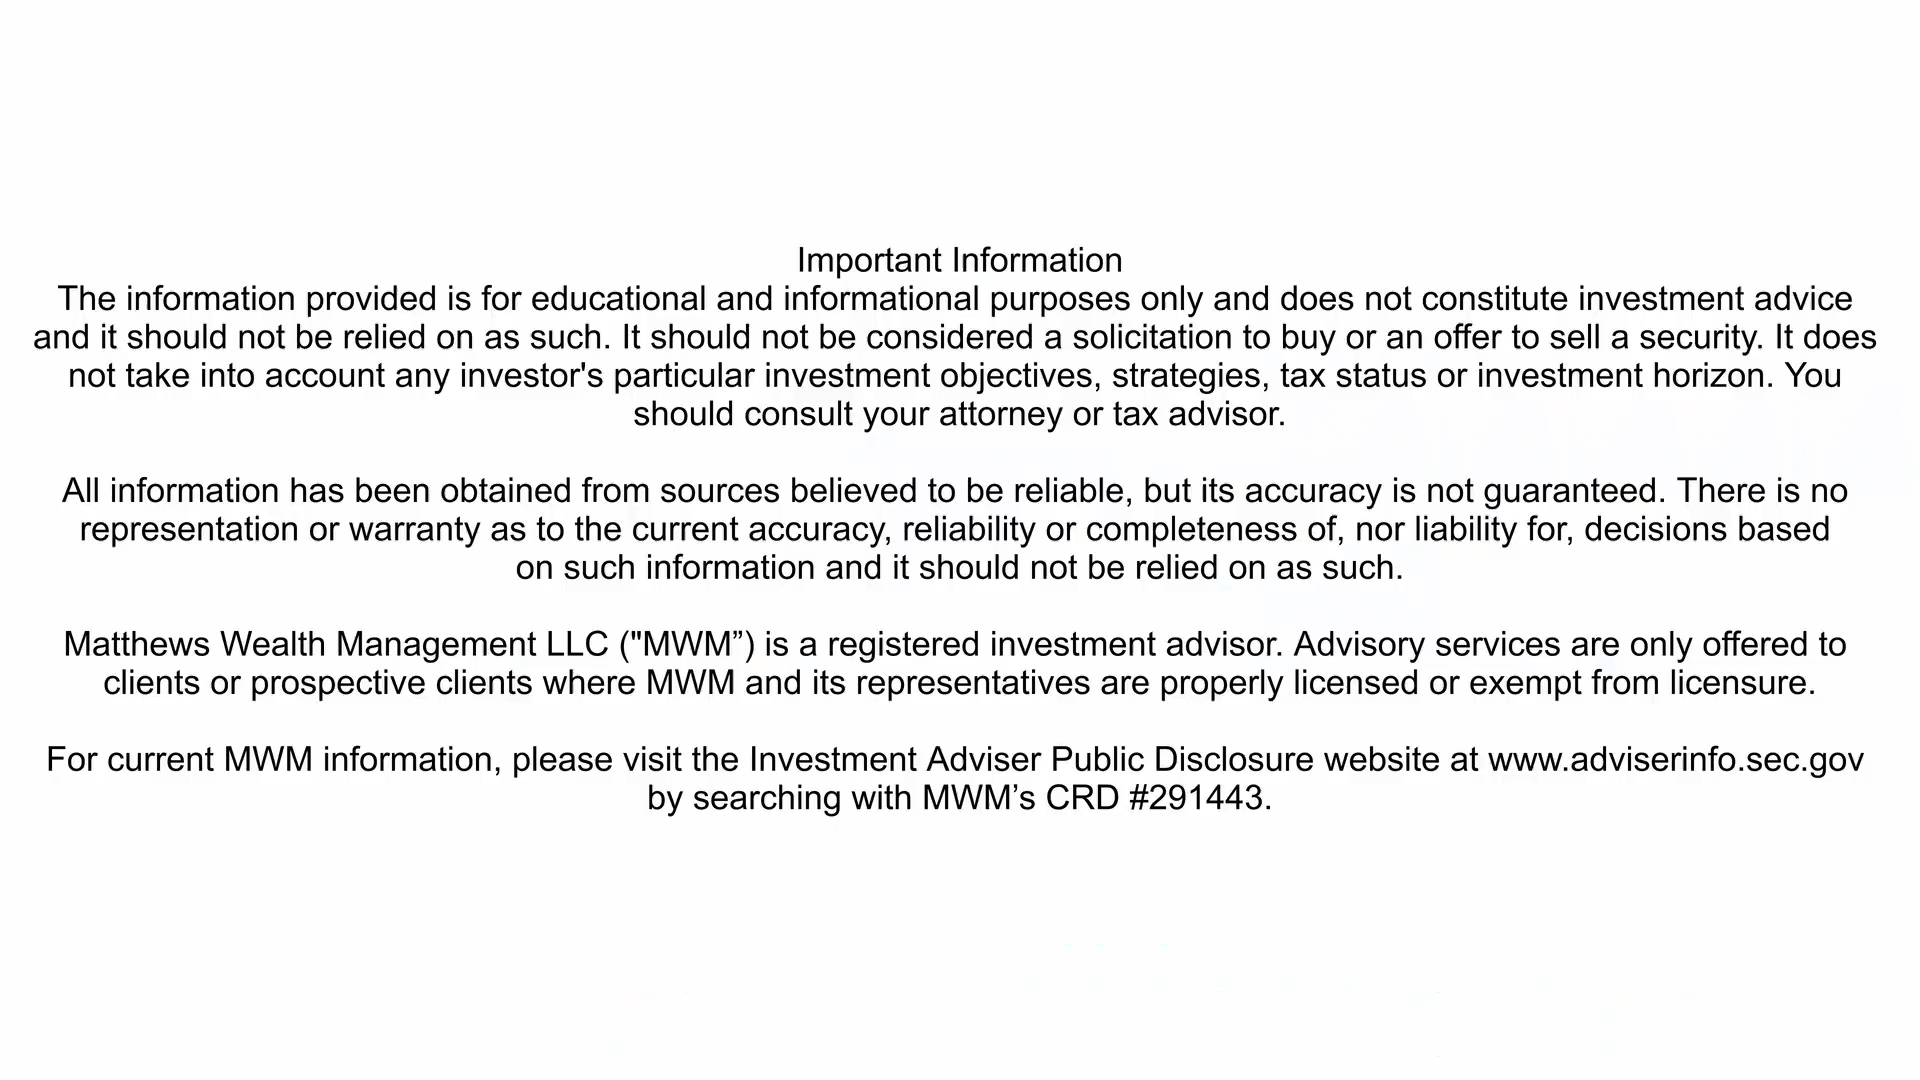 Important Information
The information provided is for educational and informational purposes only and does not constitute investment advice
and it should not be relied on as such. It should not be considered a solicitation to buy or an offer to sell a security. It does
not take into account any investor's particular investment objectives, strategies, tax status or investment horizon. You
should consult your attorney or tax advisor.
All information has been obtained from sources believed to be reliable, but its accuracy is not guaranteed. There is no
representation or warranty as to the current accuracy, reliability or completeness of, nor liability for, decisions based
on such information and it should not be relied on as such.
Matthews Wealth Management LLC ("MWM”) is a registered investment advisor. Advisory services are only offered to
clients or prospective clients where MWM and its representatives are properly licensed or exempt from licensure.
For current MWM information, please visit the Investment Adviser Public Disclosure website at www.adviserinfo.sec.gov
by searching with MWM’s CRD #291443.